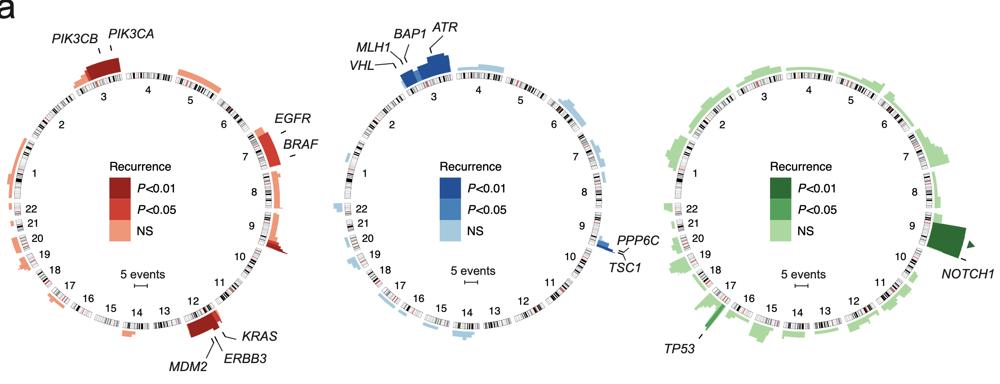 a
PIK3CB
PIK3CA
3
4
5
6
7
8
9
10
11
12
13
14
15
16
17
18
19
20
21
22
1
2
EGFR
BRAF
KRAS
ERBB3
MDM2
Recurrence
P<0.01
P<0.05
NS
5 events
VHL
MLH1
BAP1
ATR
3
4
5
6
7
8
9
10
11
12
13
14
15
16
17
18
19
20
21
22
1
2
PPP6C
TSC1
Recurrence
P<0.01
P<0.05
NS
5 events
3
4
5
6
7
8
9
10
11
12
13
14
15
16
17
18
19
20
21
22
1
2
NOTCH1
TP53
Recurrence
P<0.01
P<0.05
NS
5 events